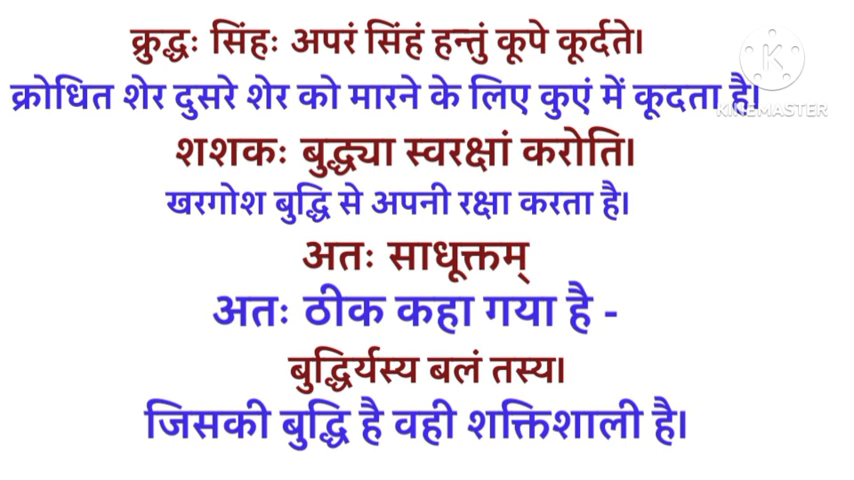 क्रुद्धः सिंहः अपरं सिंहं हन्तुं कूपे कूर्दते।
क्रोधित शेर दुसरे शेर को मारने के लिए कुएं में कूदता है।
KINEMASTER
शशकः बुद्ध्या स्वरक्षां करोति।
खरगोश बुद्धि से अपनी रक्षा करता है।
अतः साधूक्तम्
अतः ठीक कहा गया है -
बुद्धिर्यस्य बलं तस्य।
जिसकी बुद्धि है वही शक्तिशाली है।